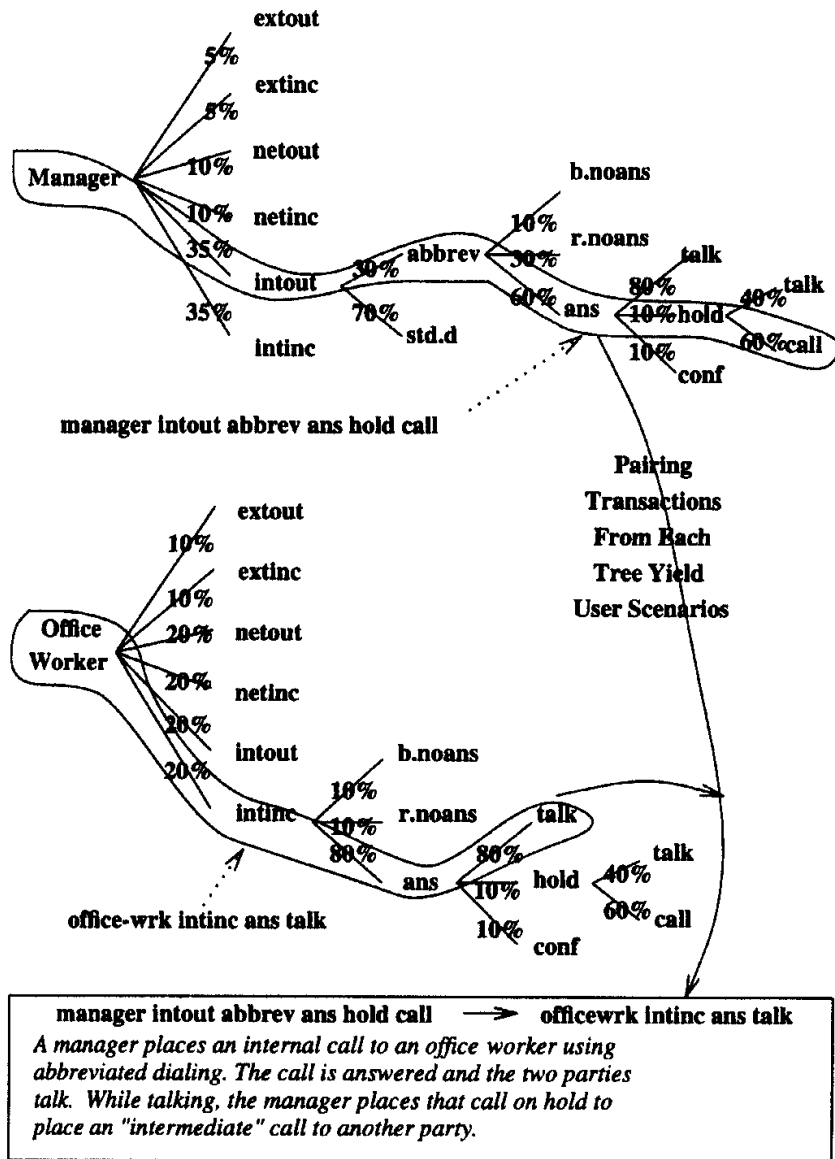 extout
5%
extinc
5%
netout
10%
Manager
netinc
10%
35%
intout
35%
intinc
30%
abbrev
70%
std.d
b.noans
10%
r.noans
30%
60%
ans
talk
80%
10%
hold
10%
conf
talk
40%
60%
call
manager intout abbrev ans hold call
Pairing
Transactions
From Each
Tree Yield
User Scenarios
extout
10%
extinc
10%
Office
Worker
20%
netout
20%
netinc
20%
intout
20%
intinc
b.noans
10%
r.noans
10%
80%
ans
talk
80%
hold
10%
10%
conf
talk
40%
60%
call
office-wrk intinc ans talk
manager intout abbrev ans hold call officewrk intinc ans talk
A manager places an internal call to an office worker using
abbreviated dialing. The call is answered and the two parties
talk. While talking, the manager places that call on hold to
place an "intermediate" call to another party.